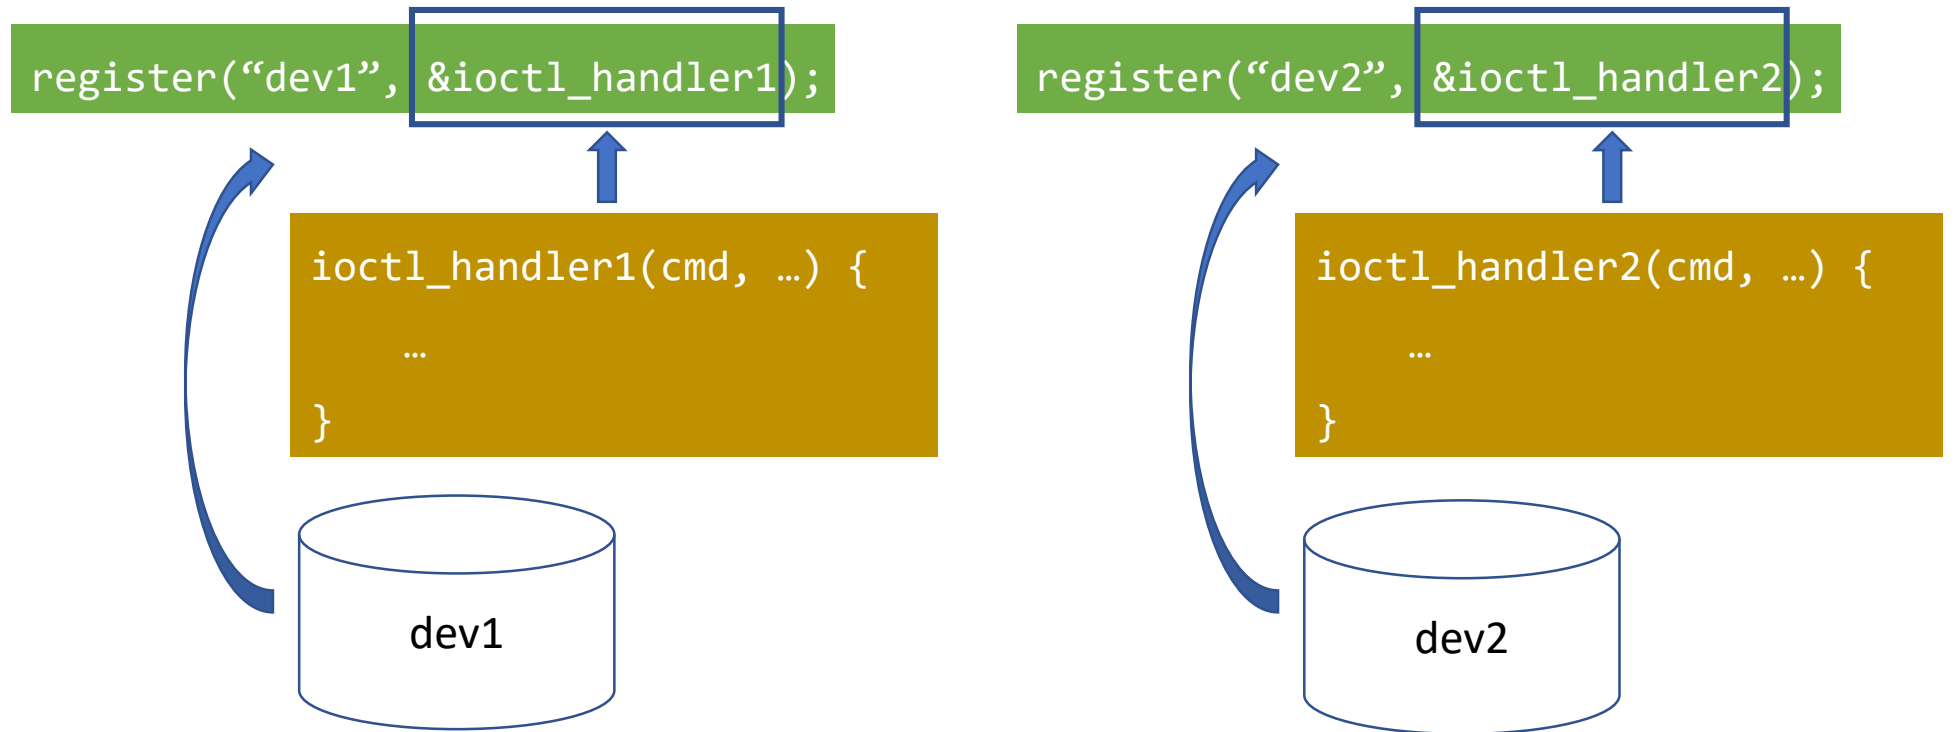 register(“dev1”, &ioctl_handler1);
ioctl_handler1(cmd, …) {
…
}
dev1
register(“dev2”, &ioctl_handler2);
ioctl_handler2(cmd, …) {
…
}
dev2